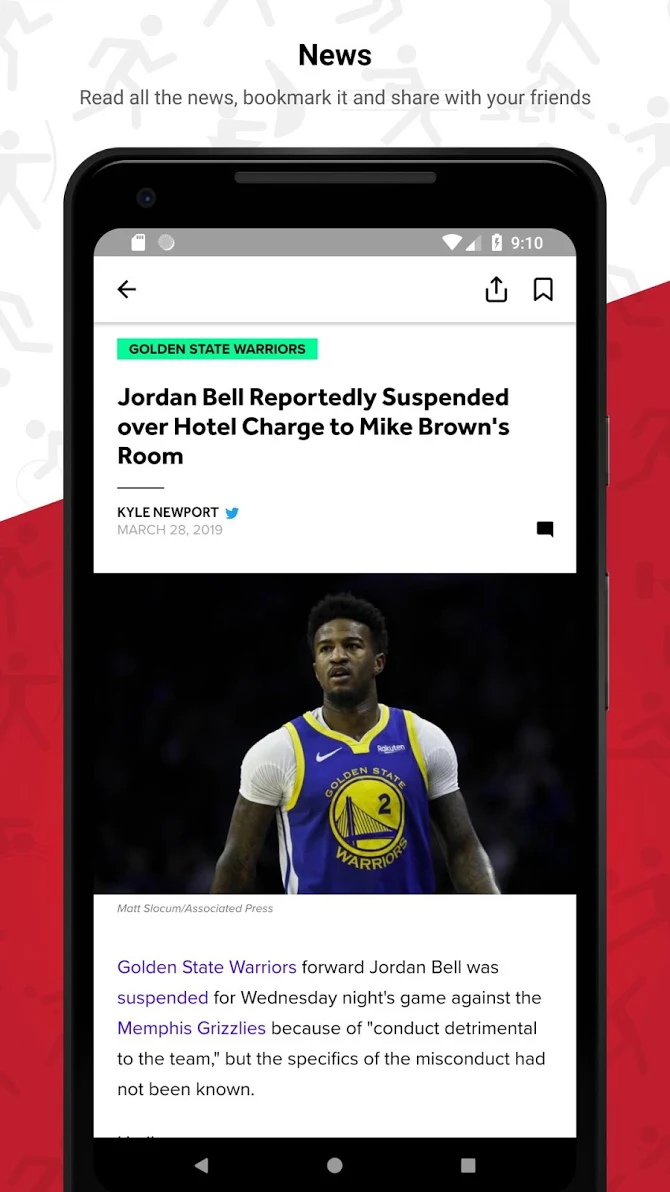 News
Read all the news, bookmark it and share with your friends
9:10
GOLDEN STATE WARRIORS
Jordan Bell Reportedly Suspended
over Hotel Charge to Mike Brown's
Room
KYLE NEWPORT
MARCH 28, 2019
Rakuten
GOLDEN STATE
2
WARRIORS
Matt Slocum/Associated Press
Golden State Warriors forward Jordan Bell was
suspended for Wednesday night's game against the
Memphis Grizzlies because of "conduct detrimental
to the team," but the specifics of the misconduct had
not been known.